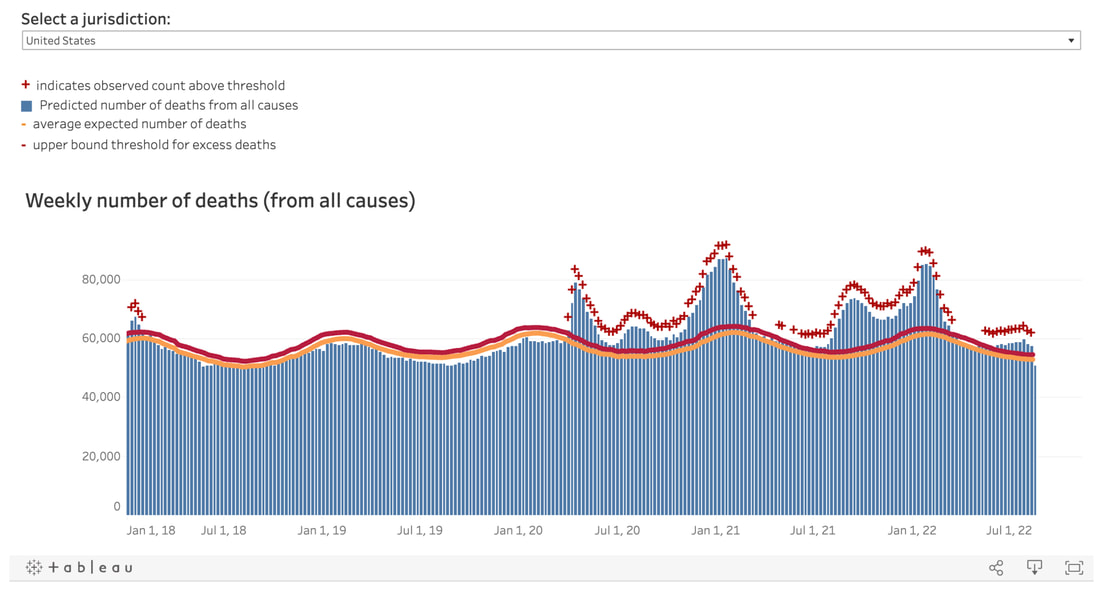 Select a jurisdiction:
United States
+ indicates observed count above threshold
Predicted number of deaths from all causes
- average expected number of deaths
- upper bound threshold for excess deaths
Weekly number of deaths (from all causes)
80,000
60,000
40,000
20,000
0
Jan 1, 18 Jul 1, 18 Jan 1, 19 Jul 1, 19 Jan 1, 20 Jul 1, 20 Jan 1, 21 Jul 1, 21 Jan 1, 22 Jul 1, 22
+ a b l e a u